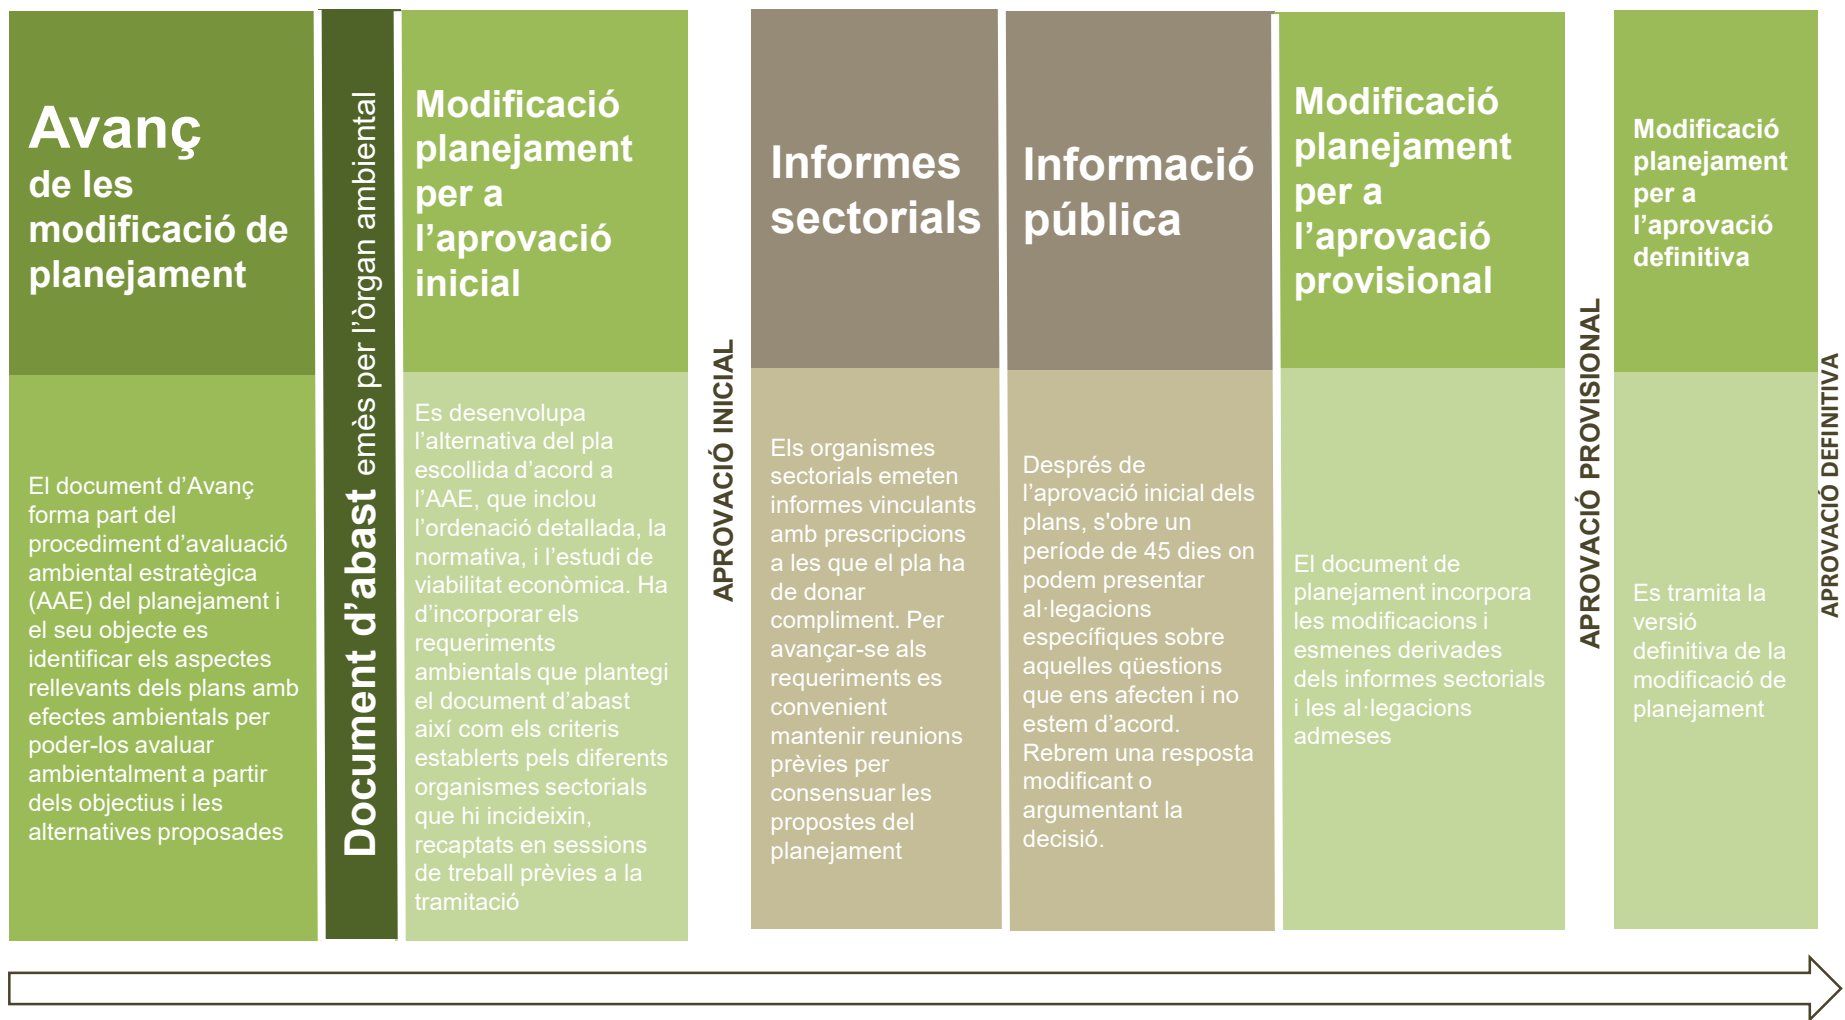 Avanç
de les
modificació de
planejament
El document d’Avanç
forma part del
procediment d’avaluació
ambiental estratègica
(AAE) del planejament i
el seu objecte es
identificar els aspectes
rellevants dels plans amb
efectes ambientals per
poder-los avaluar
ambientalment a partir
dels objectius i les
alternatives proposades
Document d’abast emès per l’òrgan ambiental
Modificació
planejament
per a
l’aprovació
inicial
Es desenvolupa
l’alternativa del pla
escollida d’acord a
l’AAE, que inclou
l’ordenació detallada, la
normativa, i l’estudi de
viabilitat econòmica. Ha
d’incorporar els
requeriments
ambientals que plantegi
el document d’abast
així com els criteris
establerts pels diferents
organismes sectorials
que hi incideixin,
recaptats en sessions
de treball prèvies a la
tramitació
APROVACIÓ INICIAL
Informes
sectorials
Els organismes
sectorials emeten
informes vinculants
amb prescripcions
a les que el pla ha
de donar
compliment. Per
avançar-se als
requeriments es
convenient
mantenir reunions
prèvies per
consensuar les
propostes del
planejament
Informació
pública
Després de
l’aprovació inicial dels
plans, s'obre un
període de 45 dies on
podem presentar
al·legacions
específiques sobre
aquelles qüestions
que ens afecten i no
estem d’acord.
Rebrem una resposta
modificant o
argumentant la
decisió.
Modificació
planejament
per a
l’aprovació
provisional
El document de
planejament incorpora
les modificacions i
esmenes derivades
dels informes sectorials
i les al·legacions
admeses
APROVACIÓ PROVISIONAL
Modificació
planejament
per a
l’aprovació
definitiva
Es tramita la
versió
definitiva de la
modificació de
planejament
APROVACIÓ DEFINITIVA